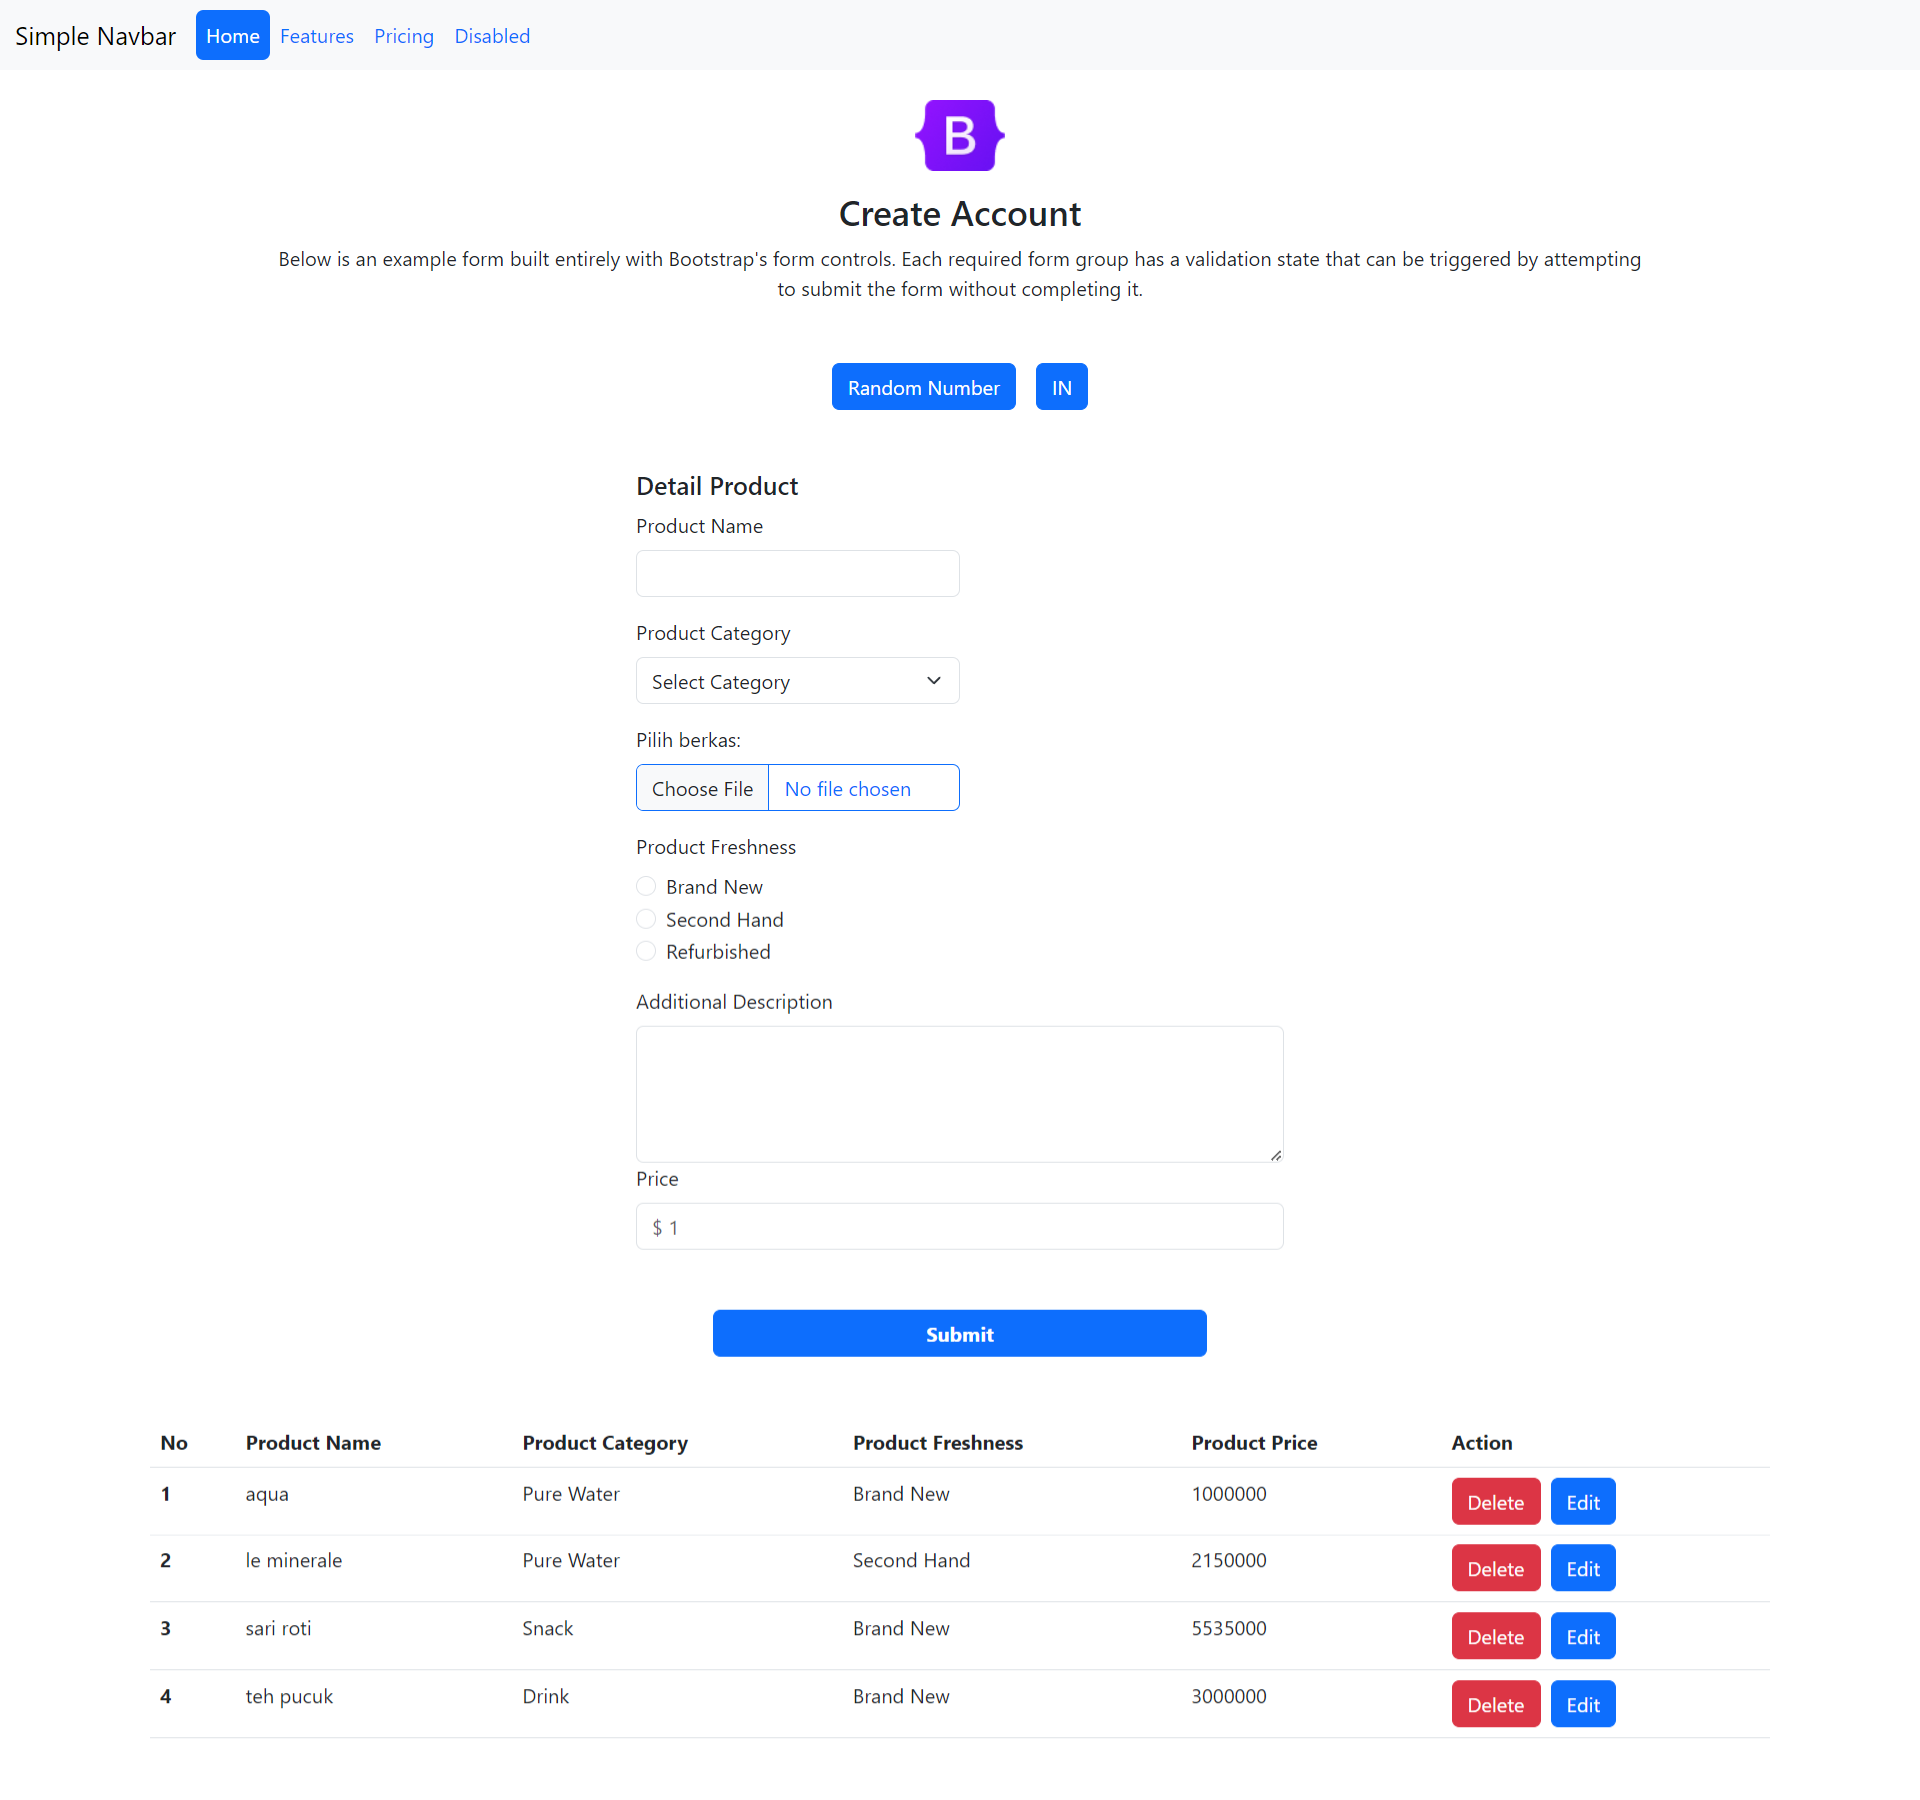 Simple Navbar Home Features Pricing Disabled
B
Create Account
Below is an example form built entirely with Bootstrap's form controls. Each required form group has a validation state that can be triggered by attempting
to submit the form without completing it.
Random Number IN
Detail Product
Product Name
Product Category
Select Category
Pilih berkas:
Choose File No file chosen
Product Freshness
Brand New
Second Hand
Refurbished
Additional Description
Price
$ 1
Submit
No Product Name Product Category Product Freshness Product Price Action
1 aqua Pure Water Brand New 1000000 Delete Edit
2 le minerale Pure Water Second Hand 2150000 Delete Edit
3 sari roti Snack Brand New 5535000 Delete Edit
4 teh pucuk Drink Brand New 3000000 Delete Edit